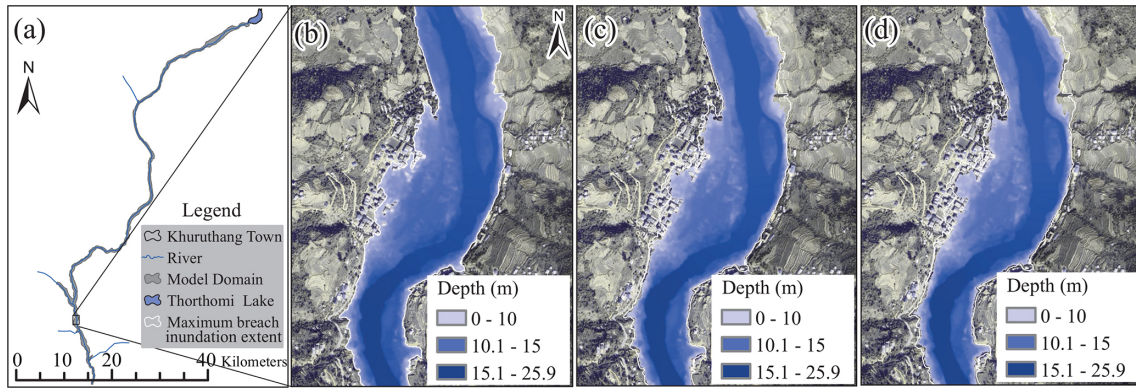 (a)
N
Legend
Khuruthang Town
River
Model Domain
Thorthomi Lake
Maximum breach
inundation extent
0 10 20 40 Kilometers
(b)
N
Depth (m)
0 - 10
10.1 - 15
15.1 - 25.9
(c)
Depth (m)
0 - 10
10.1 - 15
15.1 - 25.9
(d)
Depth (m)
0 - 10
10.1 - 15
15.1 - 25.9